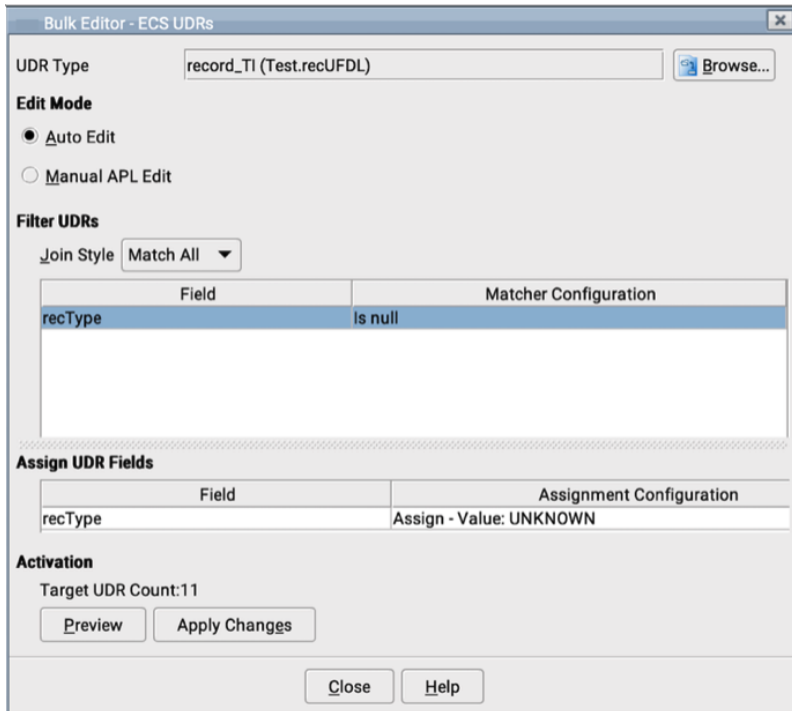 Bulk Editor - ECS UDRs
UDR Type record_TI (Test.recUFDL) Browse...
Edit Mode
Auto Edit
Manual APL Edit
Filter UDRs
Join Style Match All
Field Matcher Configuration
recType Is null
Assign UDR Fields
Field Assignment Configuration
recType Assign - Value: UNKNOWN
Activation
Target UDR Count:11
Preview Apply Changes
Close Help